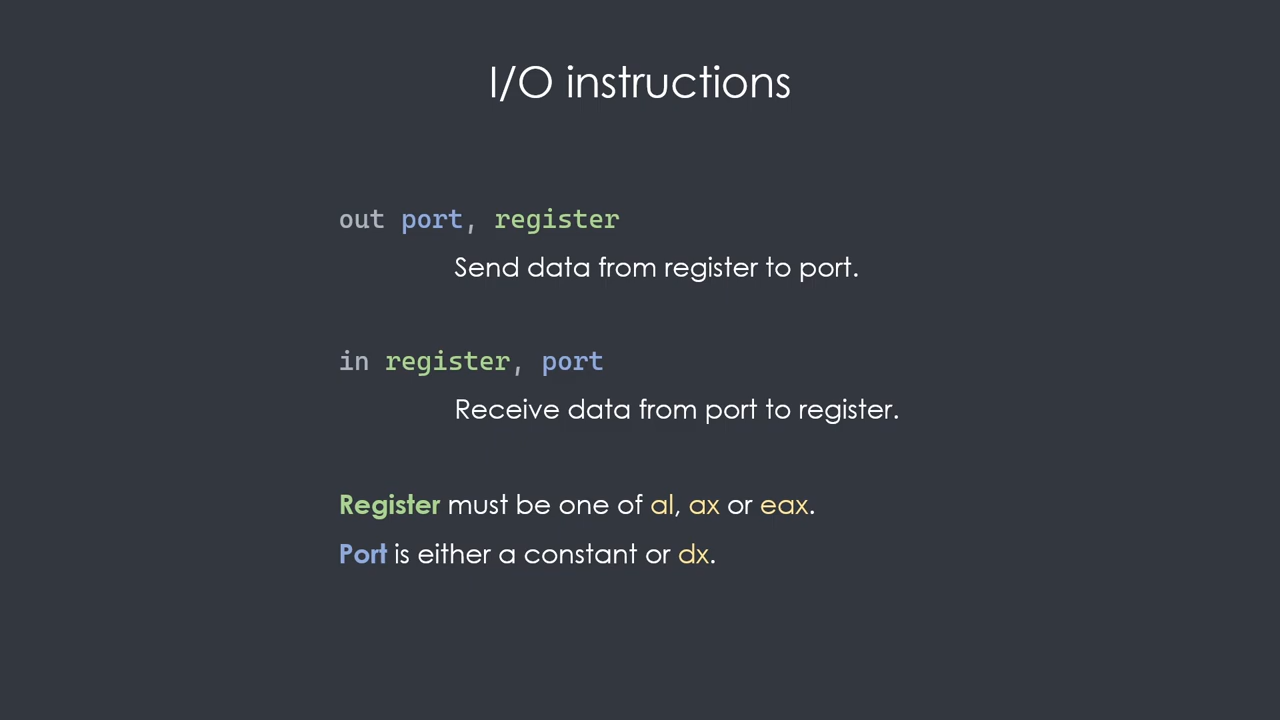 I/O instructions
out port, register
Send data from register to port.
in register, port
Receive data from port to register.
Register must be one of al, ax or eax.
Port is either a constant or dx.